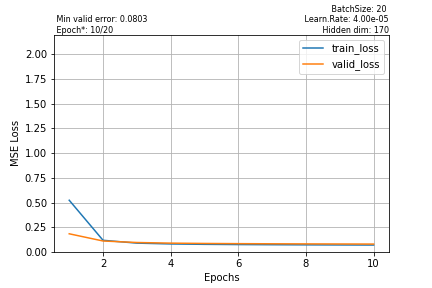 BatchSize: 20
Min valid error: 0.0803
Learn.Rate: 4.00e-05
Epoch*: 10/20
Hidden dim: 170
train_loss
valid_loss
2.00
1.75
1.50
1.25
1.00
0.75
0.50
0.25
0.00
MSE Loss
2 4 6 8 10
Epochs